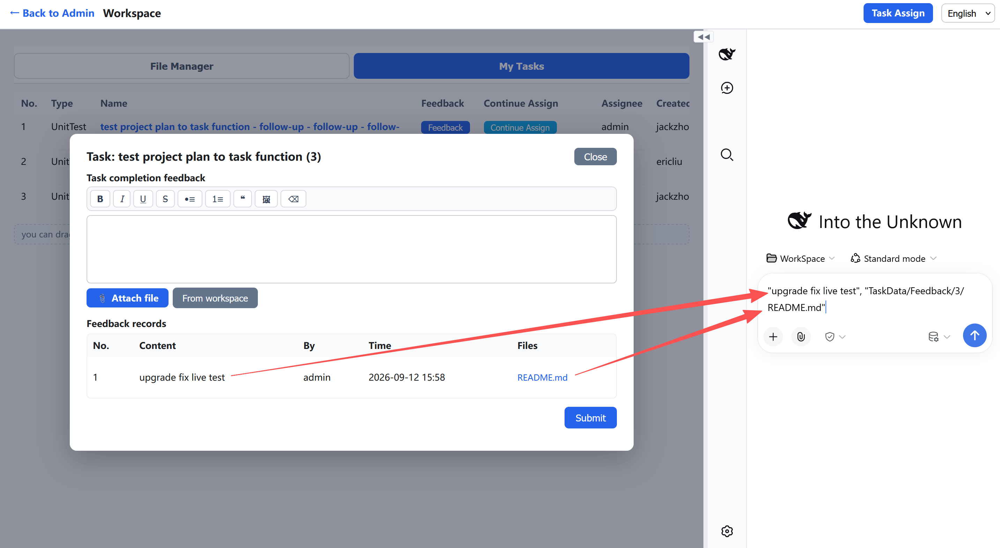 ← Back to Admin Workspace
Task Assign
English
File Manager
My Tasks
No. Type Name Feedback Continue Assign Assignee Created
1 UnitTest test project plan to task function - follow-up - follow-up - follow- Feedback Continue Assign admin jackzho
2 Unit ericliu
3 Unit jackzho
you can drag
Task: test project plan to task function (3)
Close
Task completion feedback
B I U S •≡ 1≡ ❝
Attach file
From workspace
Feedback records
No. Content By Time Files
1 upgrade fix live test admin 2026-09-12 15:58 README.md
Submit
Into the Unknown
WorkSpace Standard mode
"upgrade fix live test", "TaskData/Feedback/3/
README.md"